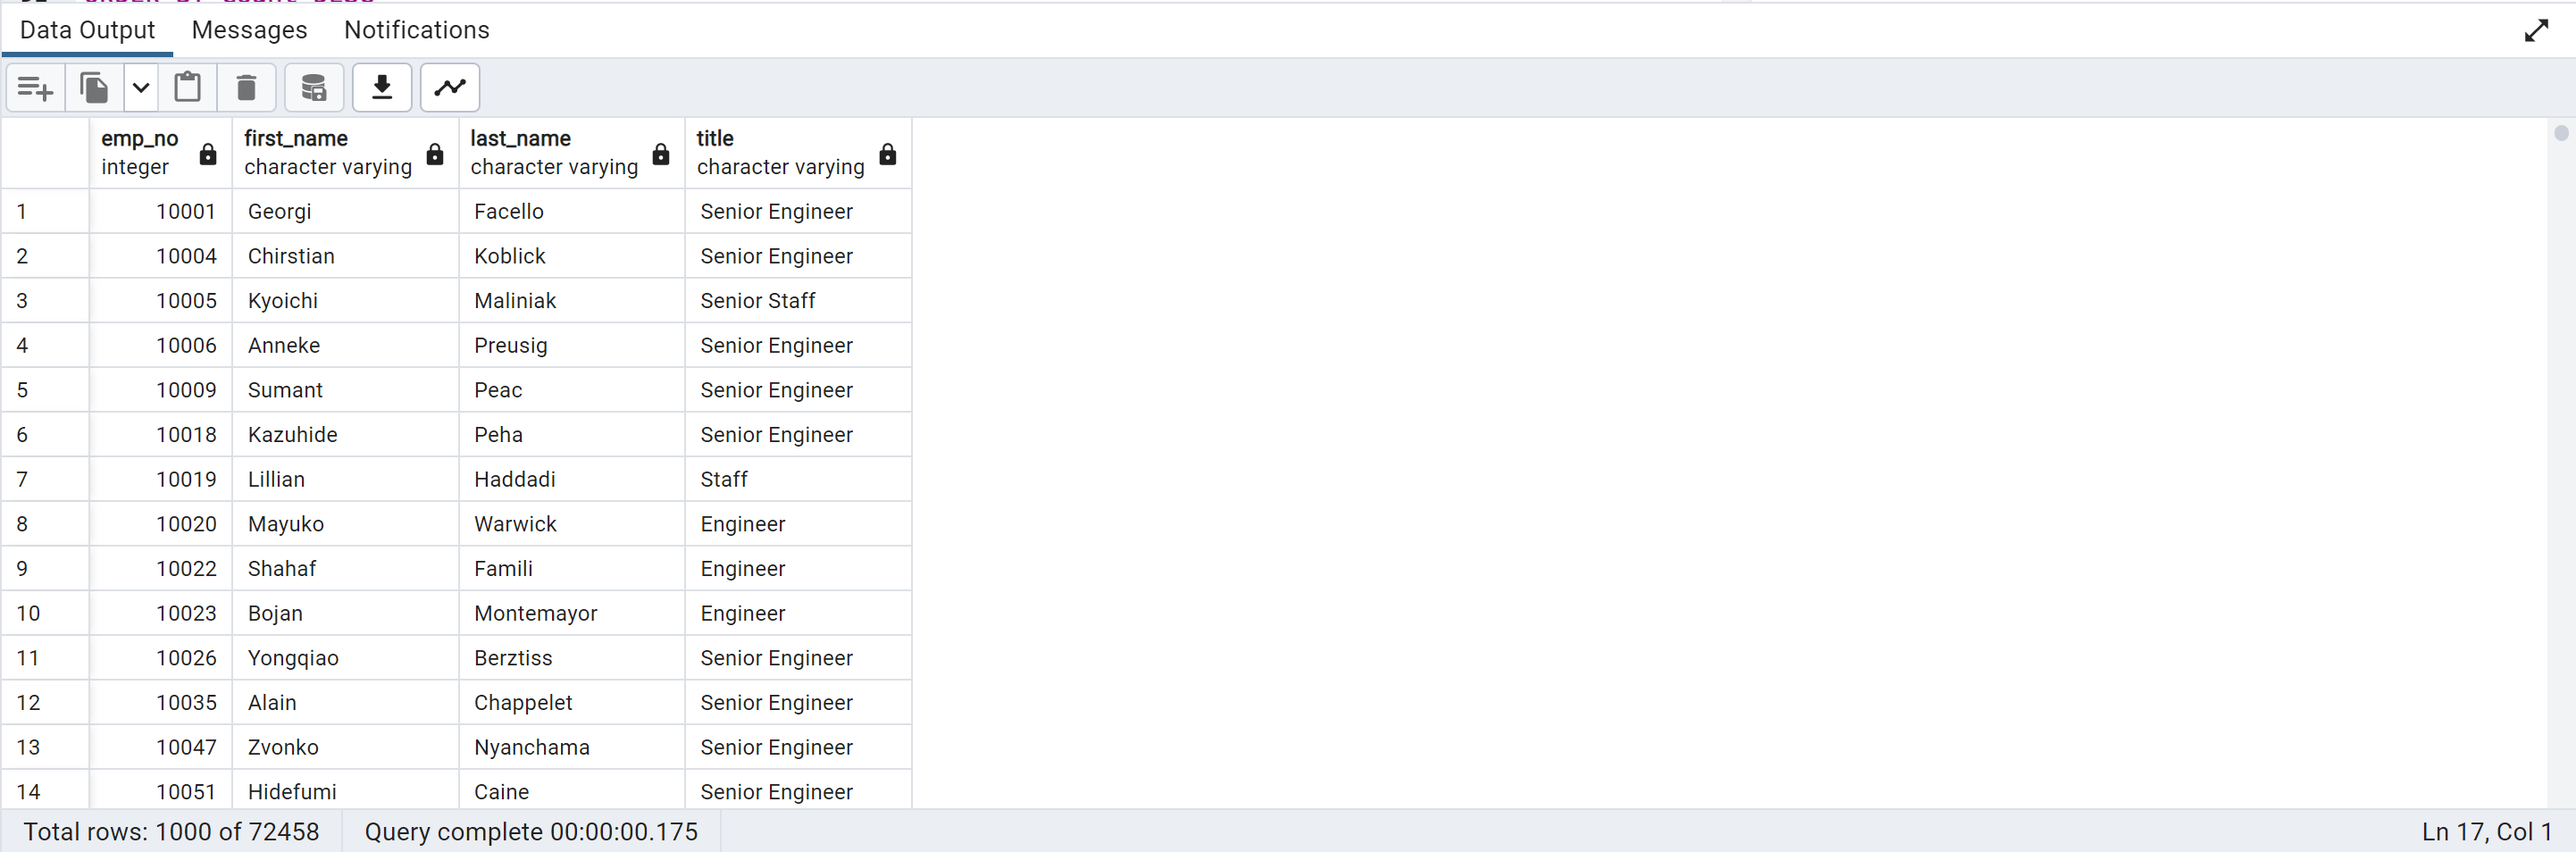 Data Output Messages Notifications
emp_no first_name last_name title
integer character varying character varying character varying
1 10001 Georgi Facello Senior Engineer
2 10004 Chirstian Koblick Senior Engineer
3 10005 Kyoichi Maliniak Senior Staff
4 10006 Anneke Preusig Senior Engineer
5 10009 Sumant Peac Senior Engineer
6 10018 Kazuhide Peha Senior Engineer
7 10019 Lillian Haddadi Staff
8 10020 Mayuko Warwick Engineer
9 10022 Shahaf Famili Engineer
10 10023 Bojan Montemayor Engineer
11 10026 Yongqiao Berztiss Senior Engineer
12 10035 Alain Chappelet Senior Engineer
13 10047 Zvonko Nyanchama Senior Engineer
14 10051 Hidefumi Caine Senior Engineer
Total rows: 1000 of 72458 Query complete 00:00:00.175 Ln 17, Col 1